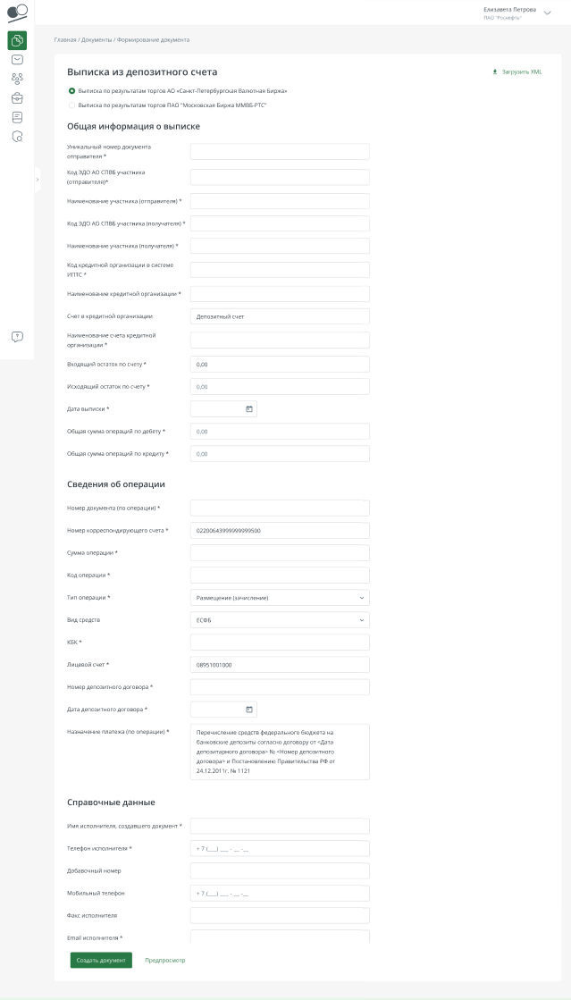 Елизавета Петрова
ПАО "Роснефть"
Главная / Документы / Формирование документа
Выписка из депозитного счета
Загрузить XML
Выписка по результатам торгов АО «Санкт-Петербургская Валютная Биржа»
Выписка по результатам торгов ПАО "Московская Биржа ММВБ-РТС"
Общая информация о выписке
Уникальный номер документа
отправителя *
Код ЭДО АО СПВБ участника
(отправителя)*
Наименование участника (отправителя) *
Код ЭДО АО СПВБ участника (получателя) *
Наименование участника (получателя) *
Код кредитной организации в системе
ИПТС *
Наименование кредитной организации *
Счет в кредитной организации
Депозитный счет
Наименование счета кредитной
организации *
Входящий остаток по счету *
0,00
Исходящий остаток по счету *
0,00
Дата выписки *
Общая сумма операций по дебету *
0,00
Общая сумма операций по кредиту *
0,00
Сведения об операции
Номер документа (по операции) *
Номер корреспондирующего счета *
02200643999999999500
Сумма операции *
Код операции *
Тип операции *
Размещение (зачисление)
Вид средств
ЕСФБ
КБК *
Лицевой счет *
08951001000
Номер депозитного договора *
Дата депозитного договора *
Назначение платежа (по операции) *
Перечисление средств федерального бюджета на
банковские депозиты согласно договору от <Дата
депозитарного договора> № <Номер депозитного
договора> и Постановлению Правительства РФ от
24.12.2011г. № 1121
Справочные данные
Имя исполнителя, создавшего документ *
Телефон исполнителя *
+ 7 (___) ___ - __ -__
Добавочный номер
Мобильный телефон
+ 7 (___) ___ - __ -__
Факс исполнителя
Email исполнителя *
Создать документ
Предпросмотр